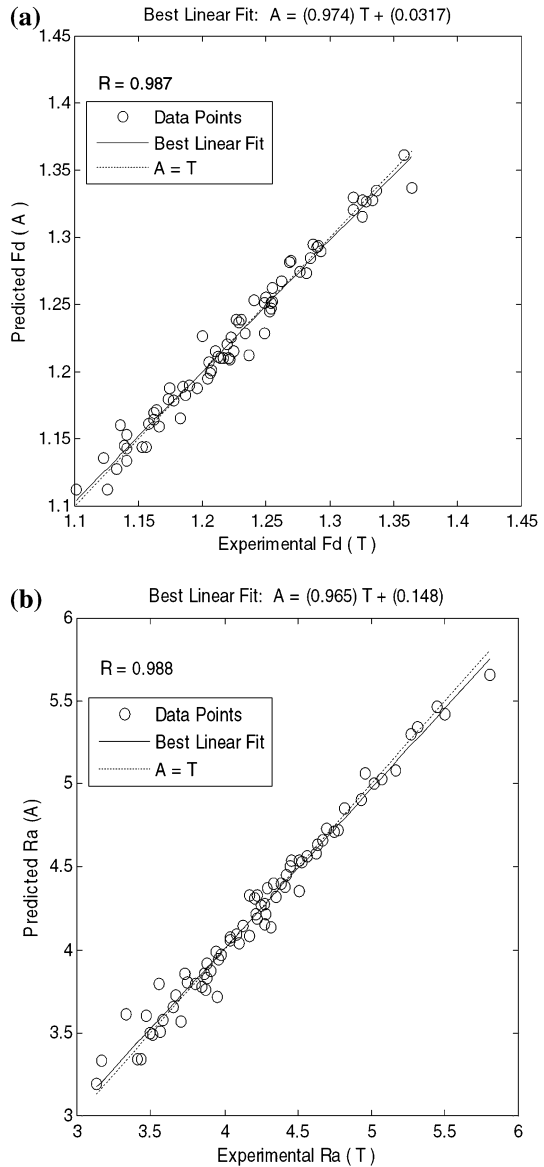 (a)
Best Linear Fit: A = (0.974) T + (0.0317)
1.45
R = 0.987
1.4
Data Points
Best Linear Fit
A = T
1.35
1.3
1.25
1.2
1.15
1.1
Predicted Fd ( A )
1.1 1.15 1.2 1.25 1.3 1.35 1.4 1.45
Experimental Fd ( T )
(b)
Best Linear Fit: A = (0.965) T + (0.148)
6
R = 0.988
5.5
Data Points
Best Linear Fit
A = T
5
4.5
4
3.5
3
Predicted Ra (A)
3 3.5 4 4.5 5 5.5 6
Experimental Ra ( T )